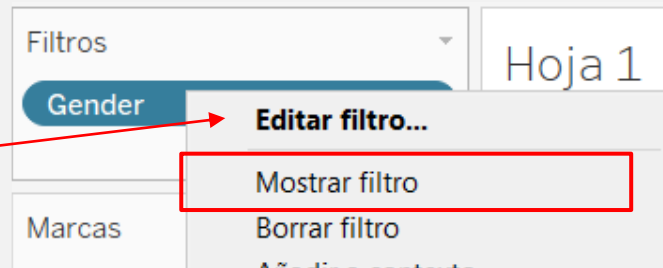 Filtros
Hoja 1
Gender
Editar filtro...
Mostrar filtro
Marcas
Borrar filtro